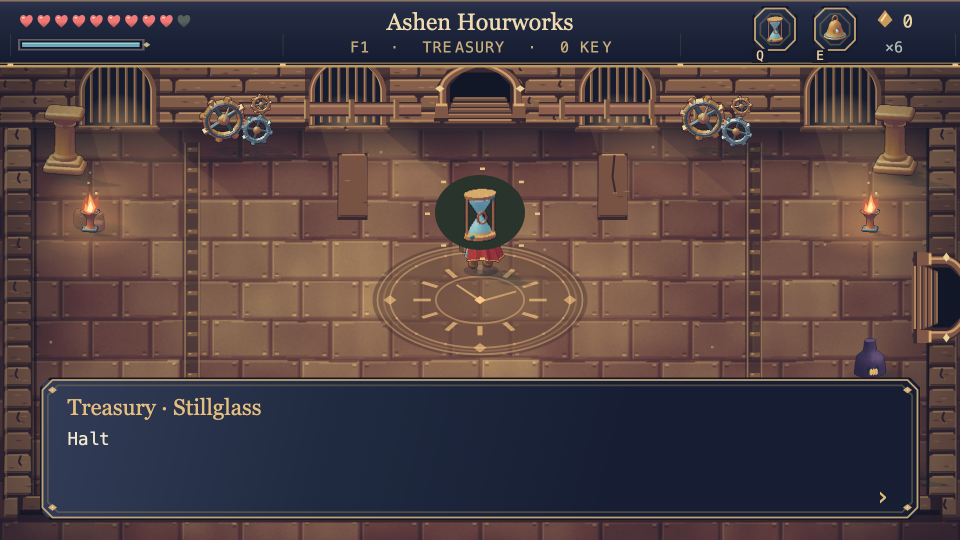 Ashen Hourworks
F1 · TREASURY · 0 KEY
Q
E
0
×6
Treasury · Stillglass
Halt